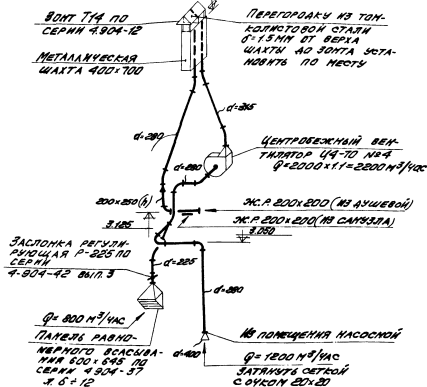 ЗОНТ Т14 ПО
СЕРИИ 4.904-12
МЕТАЛЛИЧЕСКАЯ
ШАХТА 400×700
ПЕРЕГОРОДКУ ИЗ ТОН-
КОЛИСТОВОЙ СТАЛИ
δ=1.5ММ ОТ ВЕРХА
ШАХТЫ ДО ЗОНТА УСТА-
НОВИТЬ ПО МЕСТУ
d=315
d=280
ЦЕНТРОБЕЖНЫЙ ВЕН-
ТИЛЯТОР Ц4-70 №4
Q=2000×1.1=2200М³/ЧАС
d=280
200×250(h)
Ж.Р. 200×200 (ИЗ ДУШЕВОЙ)
Ж.Р. 200×200 (ИЗ САНУЗЛА)
3.125
3.050
ЗАСЛОНКА РЕГУЛИ-
РУЮЩАЯ Р-225 ПО
СЕРИИ
4-904-42 ВЫП. 3
d=225
d=280
Q=800 М³/ЧАС
ПАНЕЛЬ РАВНО-
МЕРНОГО ВСАСЫВА-
НИЯ 600×645 ПО
СЕРИИ 4.904-37
Л. 6÷12
d=400
ИЗ ПОМЕЩЕНИЯ НАСОСНОЙ
Q=1200 М³/ЧАС
ЗАТЯНУТЬ СЕТКОЙ
С ОЧКОМ 20×20